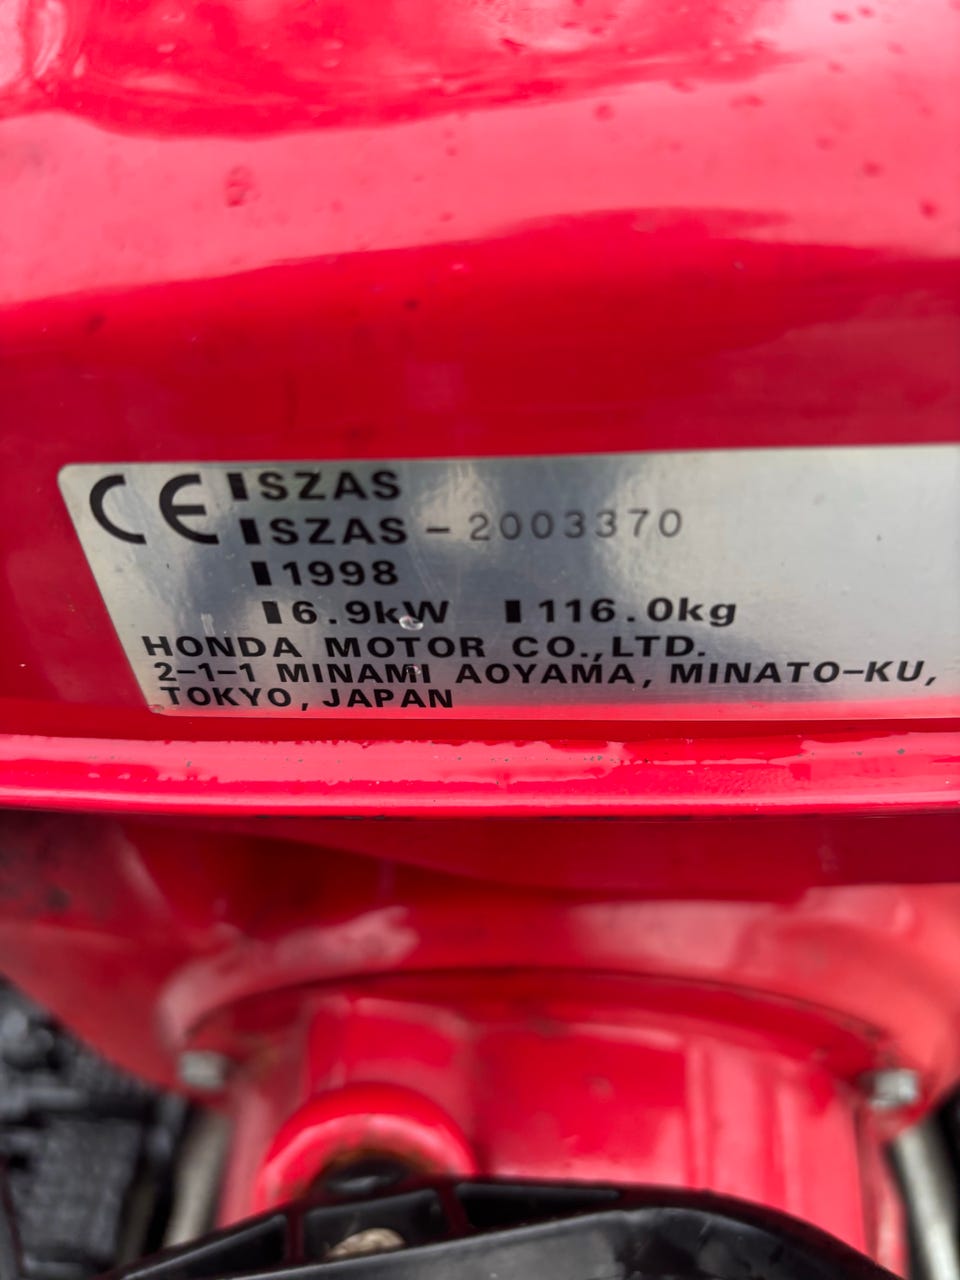 CE SZAS
SZAS-2003370
1998
6.9kW 116.0kg
HONDA MOTOR CO.,LTD.
2-1-1 MINAMI AOYAMA, MINATO-KU,
TOKYO, JAPAN